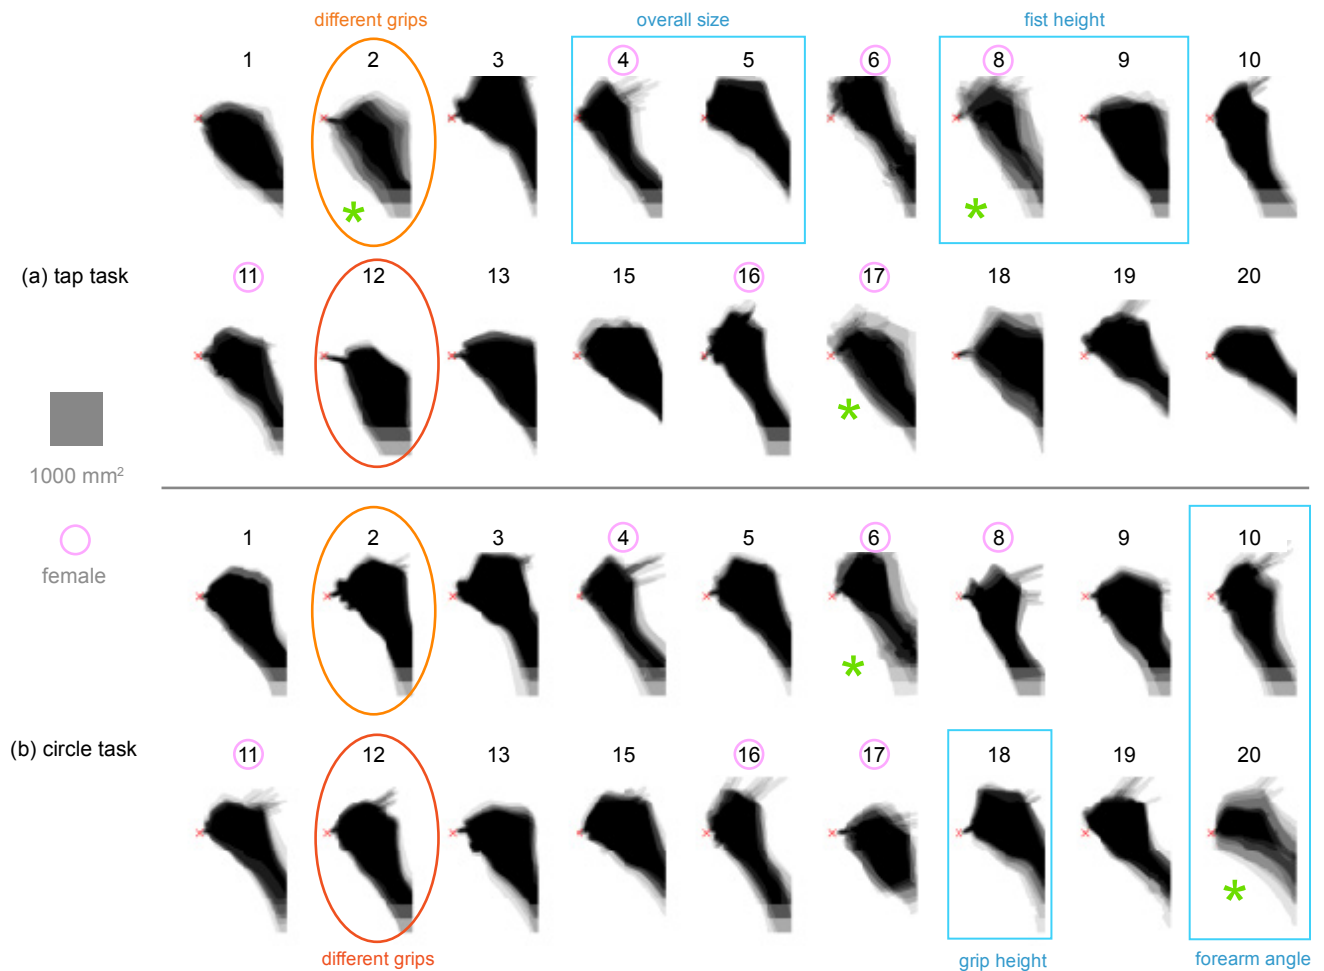 different grips
overall size
fist height
1 2 3 4 5 6 8 9 10
(a) tap task
11 12 13 15 16 17 18 19 20
* * *
1000 mm²
female
1 2 3 4 5 6 8 9 10
*
(b) circle task
11 12 13 15 16 17 18 19 20
*
different grips
grip height
forearm angle